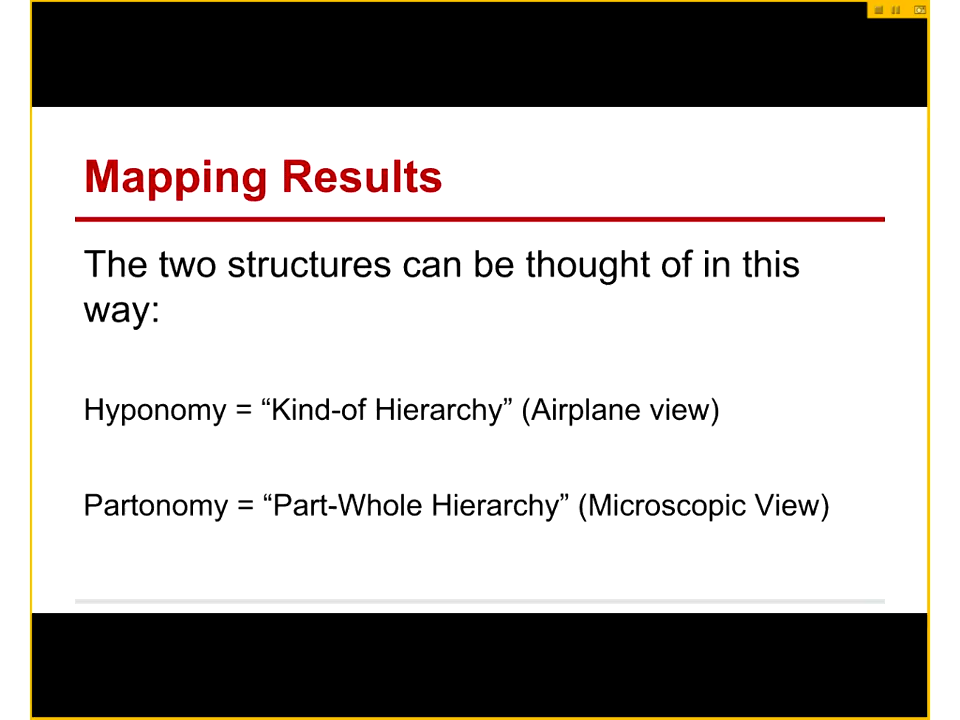 Mapping Results
The two structures can be thought of in this
way:
Hyponomy = “Kind-of Hierarchy” (Airplane view)
Partonomy = “Part-Whole Hierarchy” (Microscopic View)